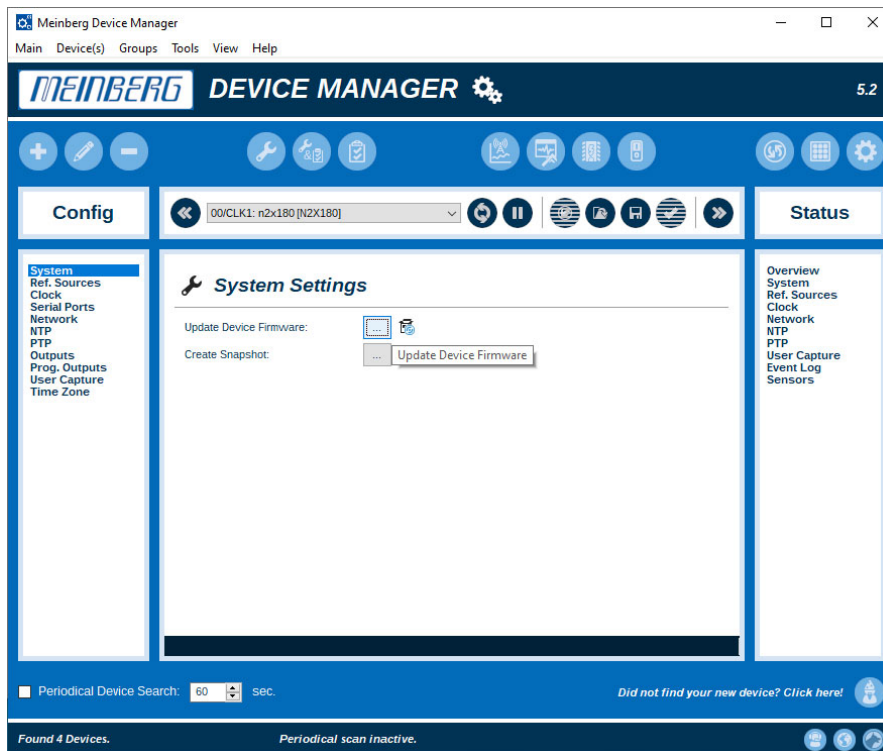 Meinberg Device Manager
Main Device(s) Groups Tools View Help
MEINBERG DEVICE MANAGER 5.2
Config
00/CLK1: n2x180 [N2X180]
Status
System
Ref. Sources
Clock
Serial Ports
Network
NTP
PTP
Outputs
Prog. Outputs
User Capture
Time Zone
System Settings
Update Device Firmware: ...
Create Snapshot: ... Update Device Firmware
Overview
System
Ref. Sources
Clock
Network
NTP
PTP
User Capture
Event Log
Sensors
Periodical Device Search: 60 sec.
Did not find your new device? Click here!
Found 4 Devices. Periodical scan inactive.